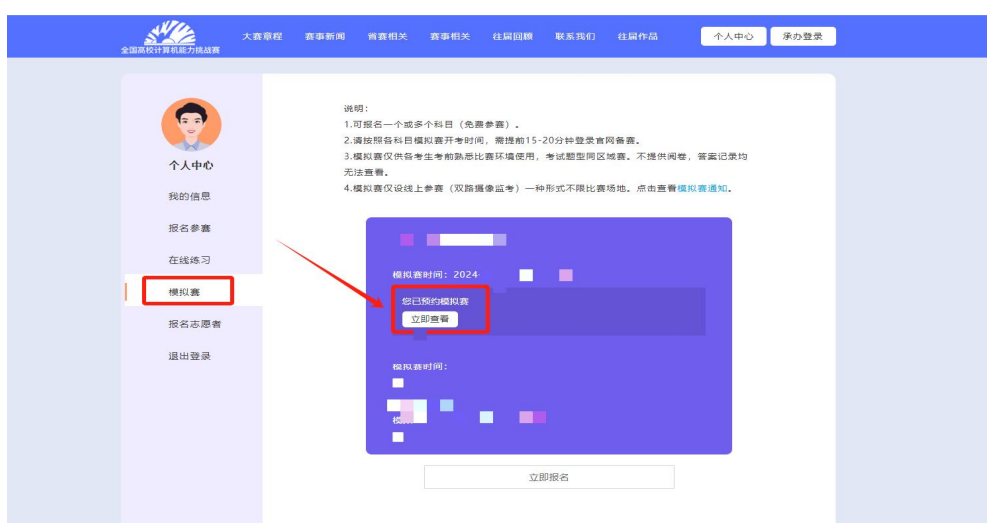 全国高校计算机能力挑战赛
大赛章程 赛事新闻 省赛相关 赛事相关 往届回顾 联系我们 往届作品 个人中心 承办登录
个人中心
我的信息
报名参赛
在线练习
模拟赛
报名志愿者
退出登录
说明：
1.可报名一个或多个科目（免费参赛）。
2.请按照各科目模拟赛开考时间，需提前15-20分钟登录官网备赛。
3.模拟赛仅供各考生考前熟悉比赛环境使用，考试题型同区域赛。不提供阅卷，答案记录均
无法查看。
4.模拟赛仅设线上参赛（双路摄像监考）一种形式不限比赛场地。点击查看模拟赛通知。
模拟赛时间：2024
您已预约模拟赛
立即查看
模拟赛时间：
立即报名